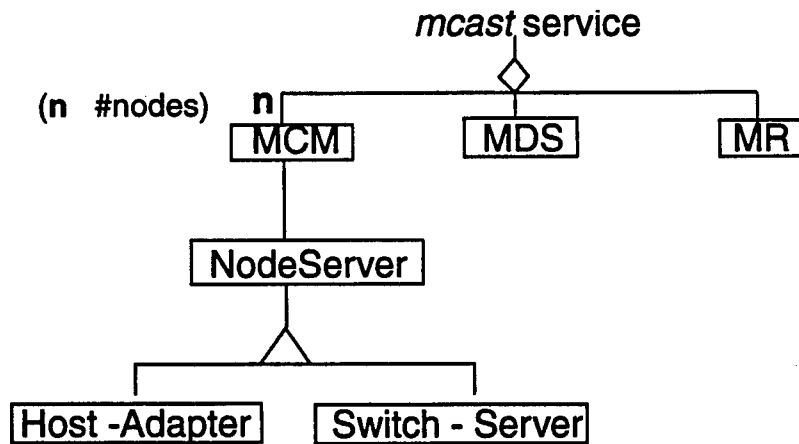 mcast service
(n #nodes) n
MCM MDS MR
NodeServer
Host -Adapter Switch - Server